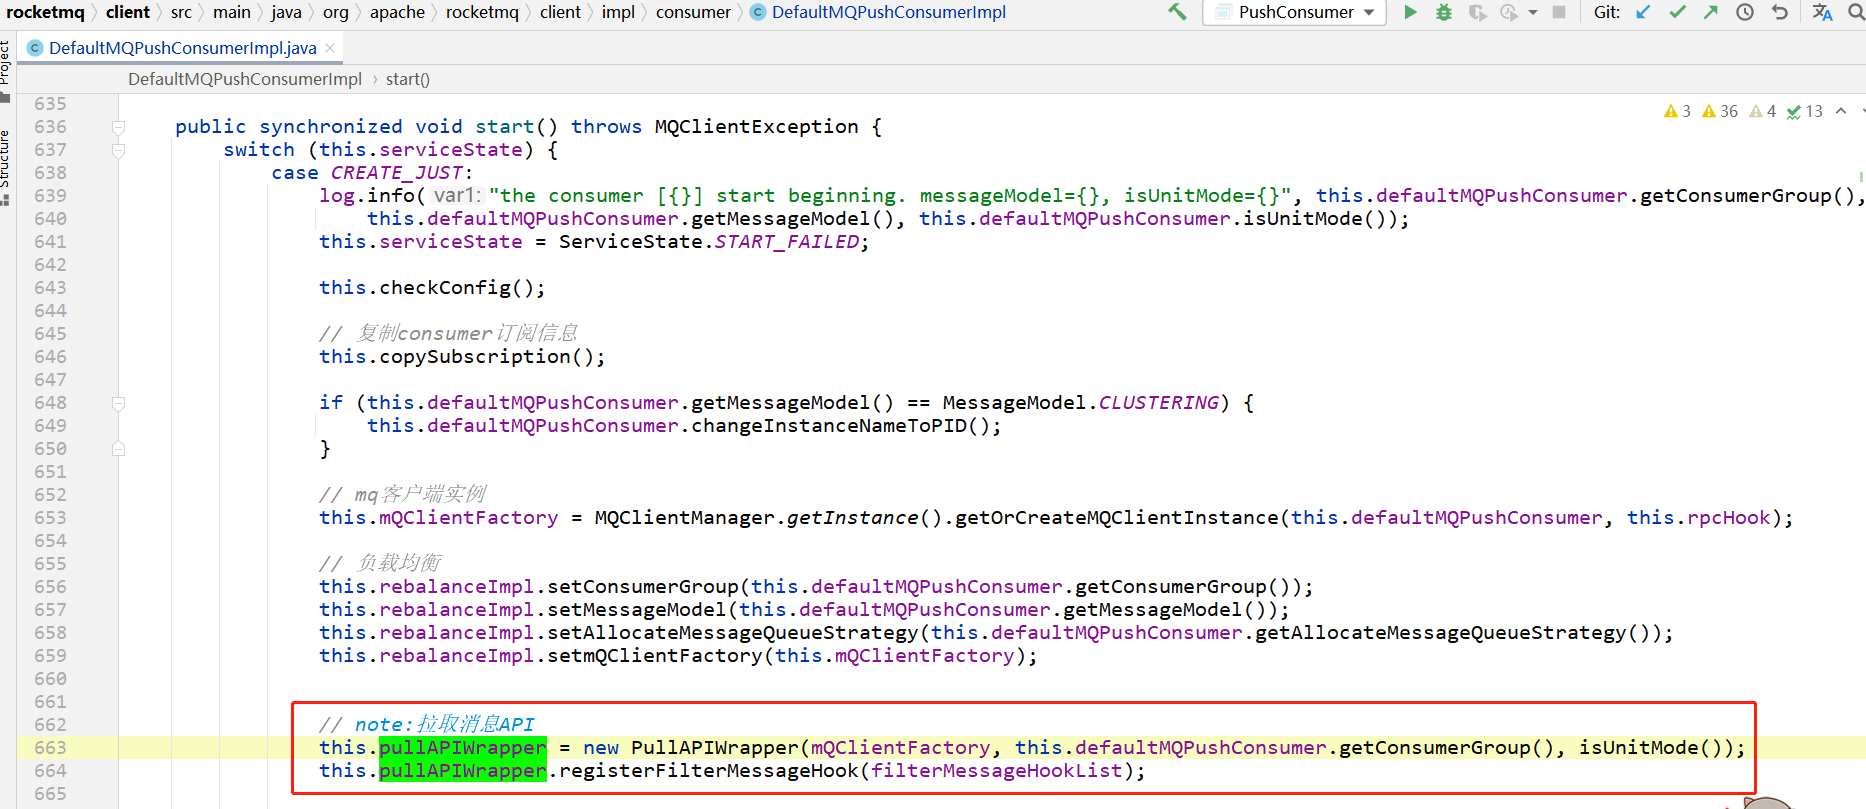 rocketmq 〉 client 〉 src 〉 main 〉 java 〉 org 〉 apache 〉 rocketmq 〉 client 〉 impl 〉 consumer 〉 C DefaultMQPushConsumerImpl PushConsumer Git:
C DefaultMQPushConsumerImpl.java ×
Project
Structure
DefaultMQPushConsumerImpl › start()
3 36 4 13
635
636 public synchronized void start() throws MQClientException {
637 switch (this.serviceState) {
638 case CREATE_JUST:
639 log.info( var1: "the consumer [{}] start beginning. messageModel={}, isUnitMode={}", this.defaultMQPushConsumer.getConsumerGroup(),
640 this.defaultMQPushConsumer.getMessageModel(), this.defaultMQPushConsumer.isUnitMode());
641 this.serviceState = ServiceState.START_FAILED;
642
643 this.checkConfig();
644
645 // 复制consumer订阅信息
646 this.copySubscription();
647
648 if (this.defaultMQPushConsumer.getMessageModel() == MessageModel.CLUSTERING) {
649 this.defaultMQPushConsumer.changeInstanceNameToPID();
650 }
651
652 // mq客户端实例
653 this.mQClientFactory = MQClientManager.getInstance().getOrCreateMQClientInstance(this.defaultMQPushConsumer, this.rpcHook);
654
655 // 负载均衡
656 this.rebalanceImpl.setConsumerGroup(this.defaultMQPushConsumer.getConsumerGroup());
657 this.rebalanceImpl.setMessageModel(this.defaultMQPushConsumer.getMessageModel());
658 this.rebalanceImpl.setAllocateMessageQueueStrategy(this.defaultMQPushConsumer.getAllocateMessageQueueStrategy());
659 this.rebalanceImpl.setmQClientFactory(this.mQClientFactory);
660
661
662 // note:拉取消息API
663 this.pullAPIWrapper = new PullAPIWrapper(mQClientFactory, this.defaultMQPushConsumer.getConsumerGroup(), isUnitMode());
664 this.pullAPIWrapper.registerFilterMessageHook(filterMessageHookList);
665